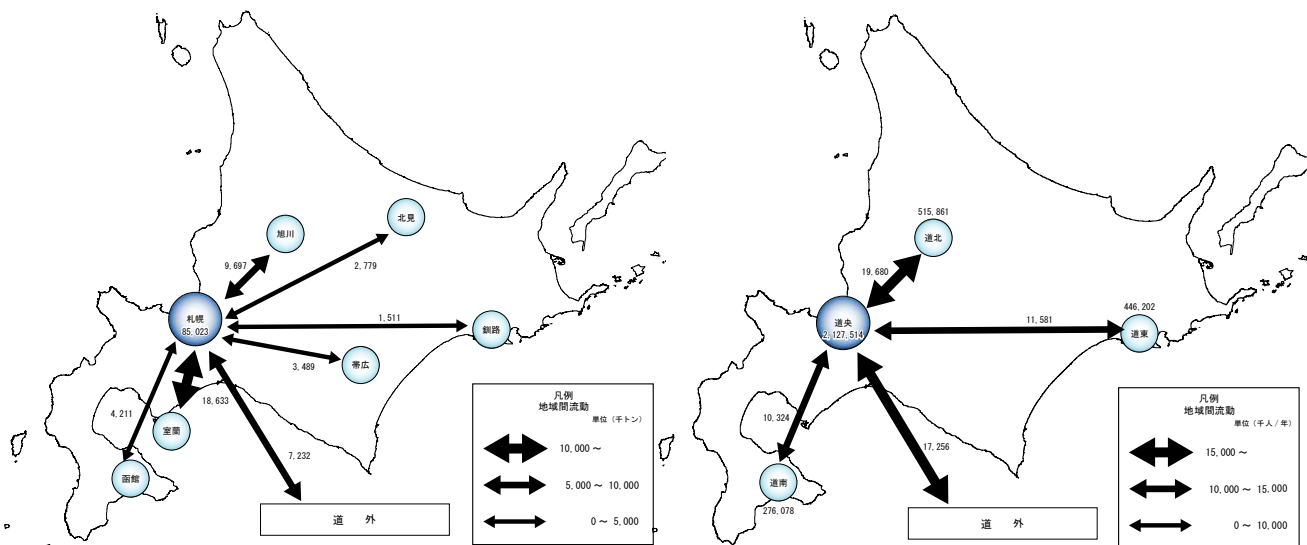 北見
旭川
9,697
2,779
札幌
85,023
1,511
釧路
3,489
帯広
18,633
4,211
室蘭
7,232
函館
道　外
凡例
地域間流動
単位（千トン）
10,000～
5,000～10,000
0～5,000
515,861
道北
19,680
446,202
道央
2,127,514
11,581
道東
10,324
17,256
道南
276,078
道　外
凡例
地域間流動
単位（千人/年）
15,000～
10,000～15,000
0～10,000